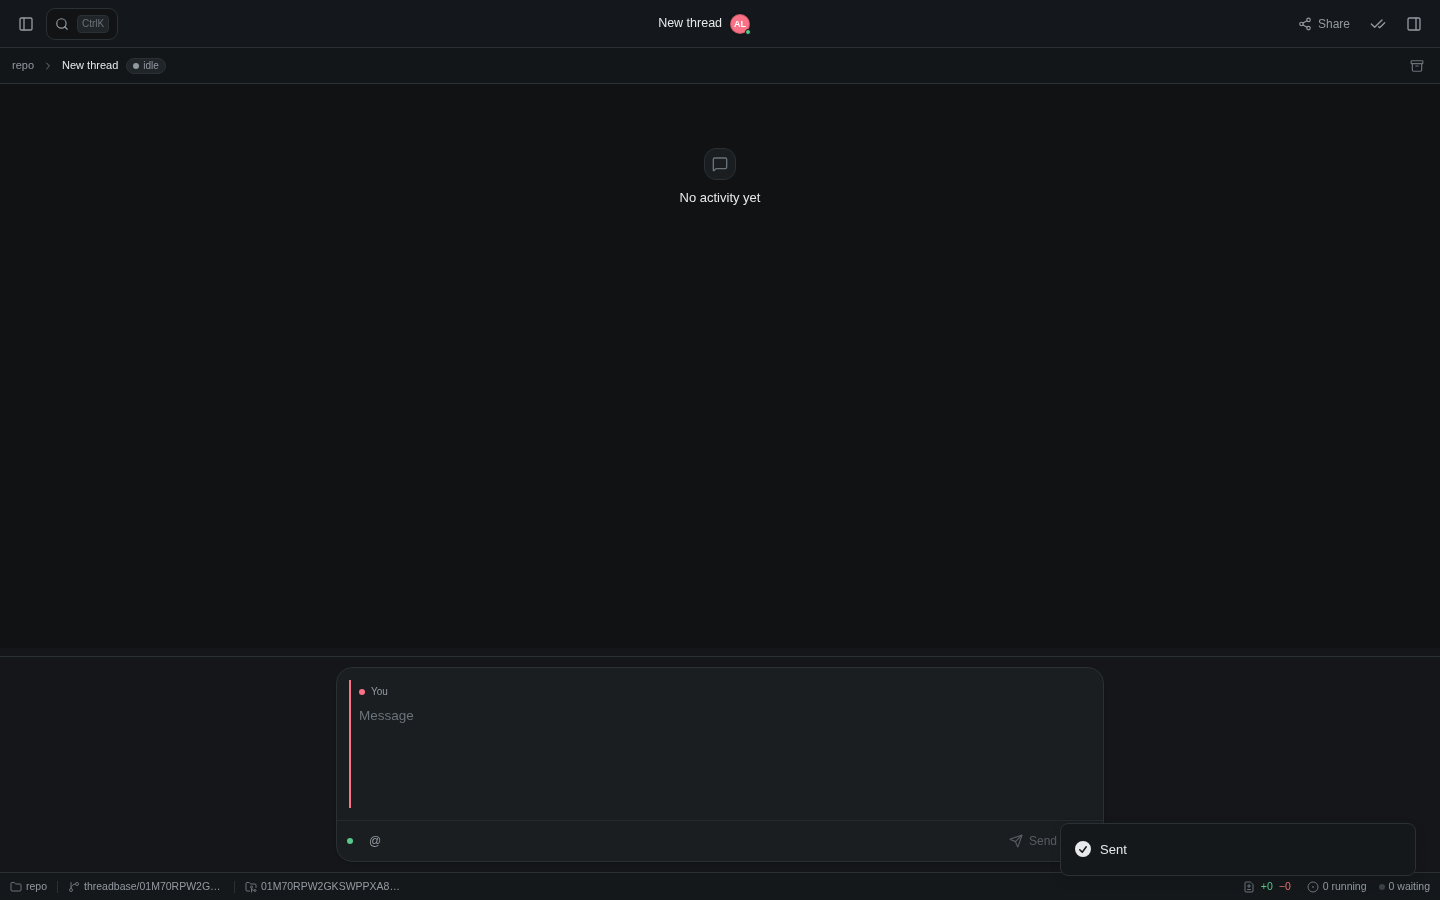 CtrlK
New thread
AL
Share
repo
New thread
idle
No activity yet
You
Message
@
Send
Sent
repo
threadbase/01M70RPW2G…
01M70RPW2GKSWPPXA8…
+0 −0
0 running
0 waiting